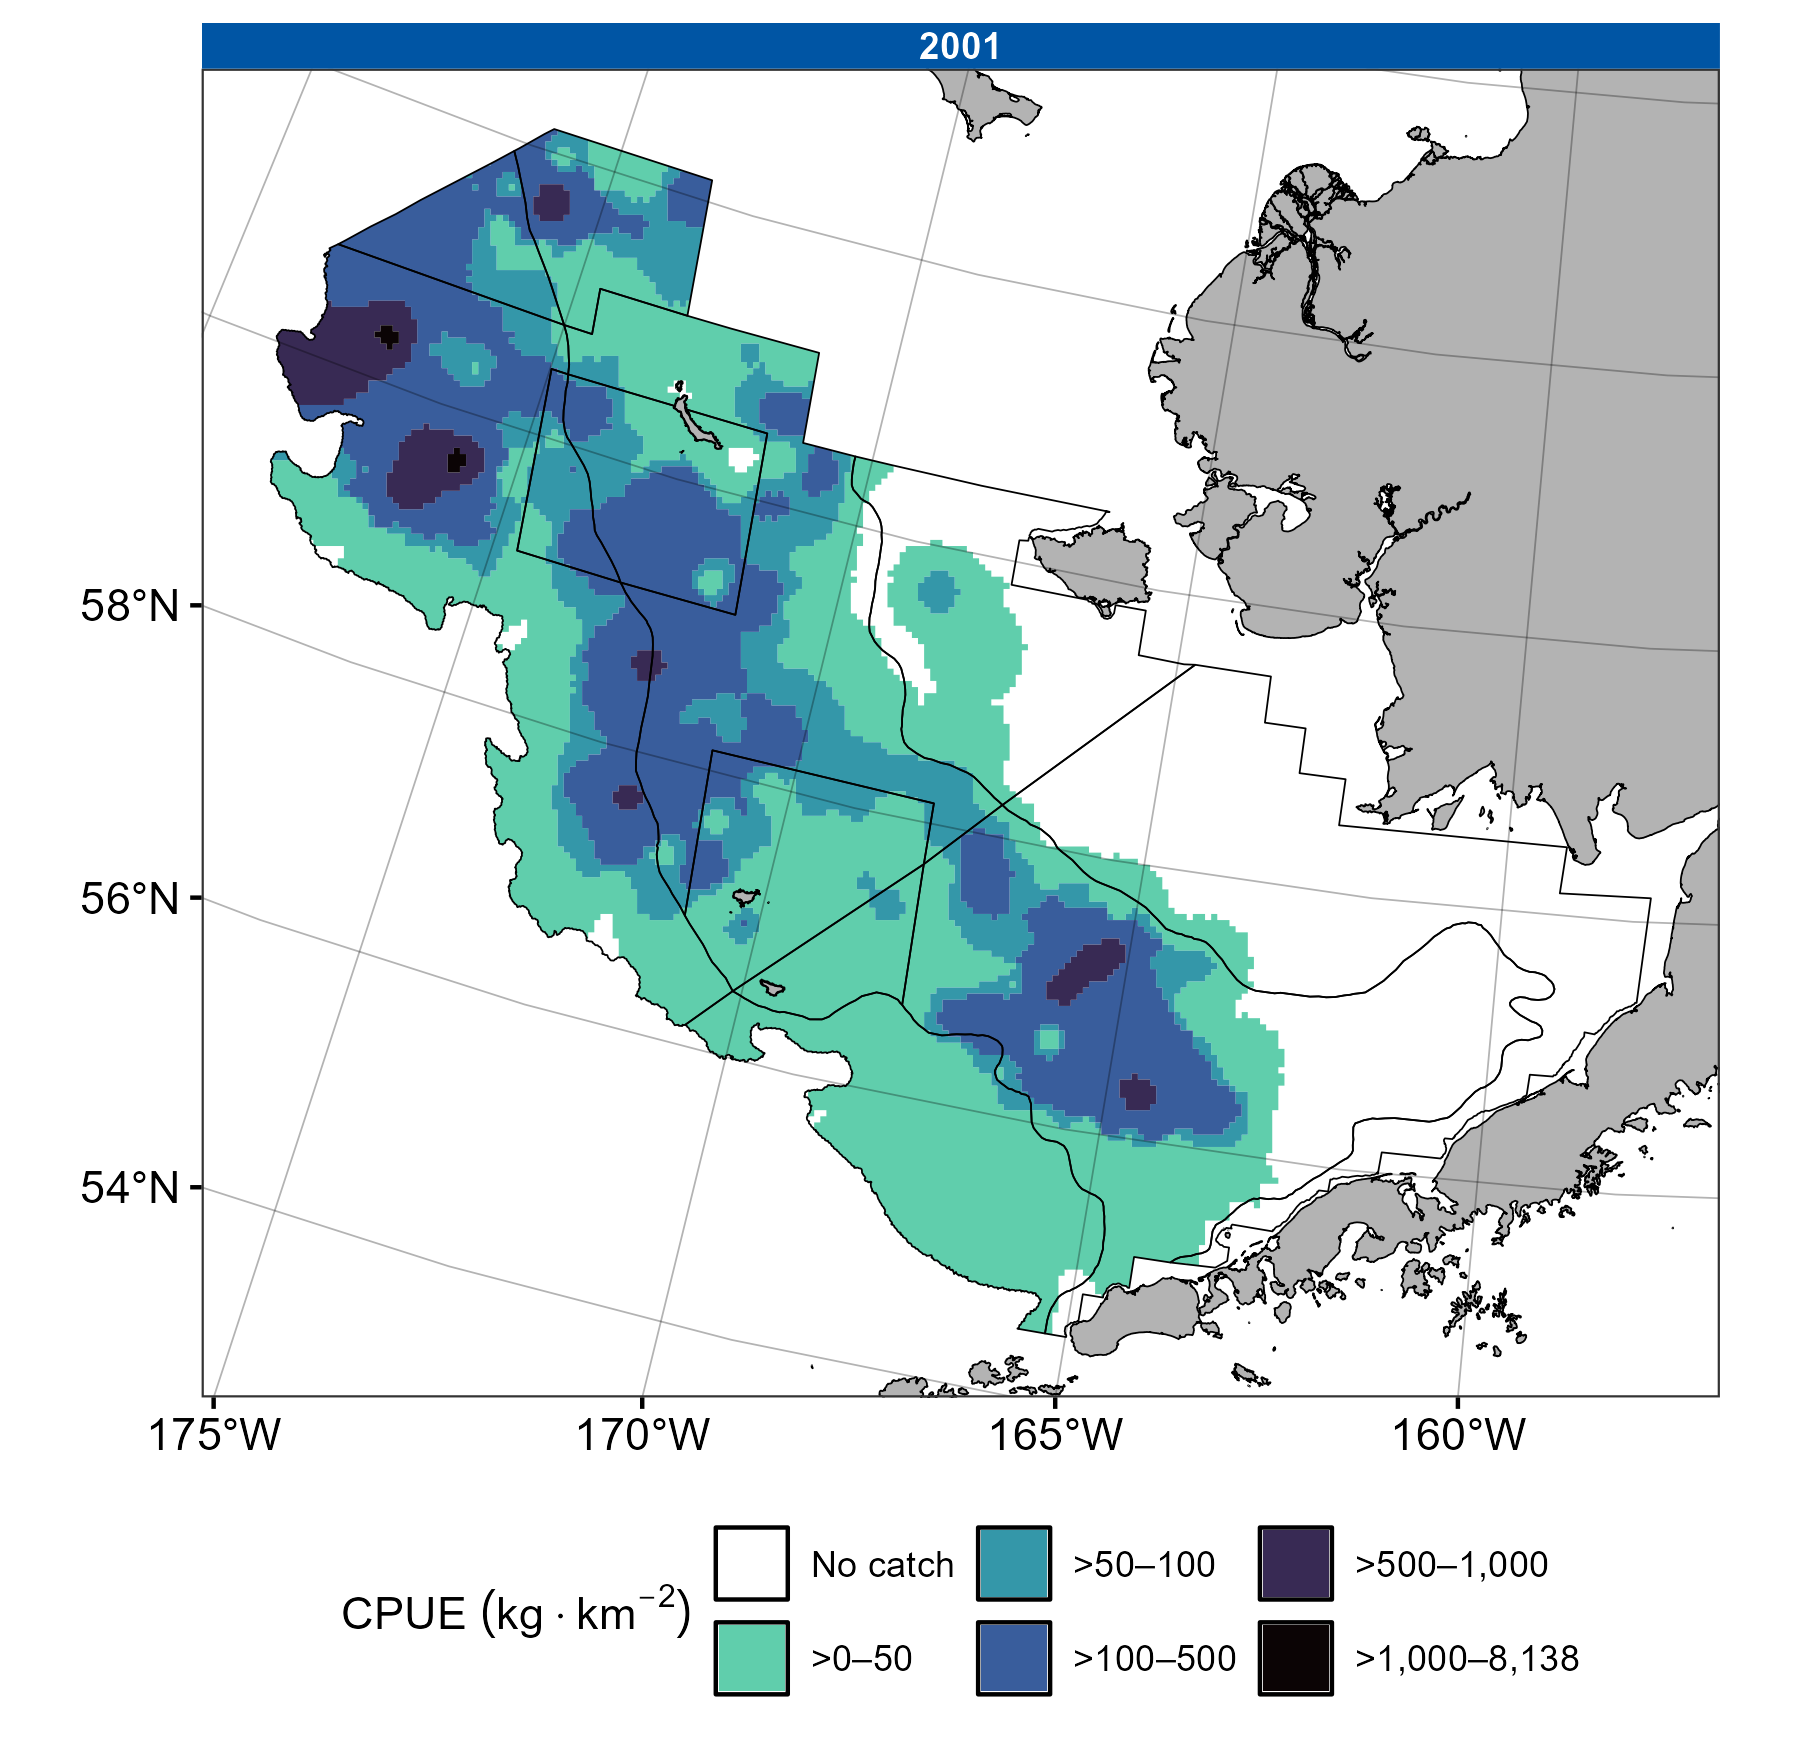 2001
58°N
56°N
54°N
175°W 170°W 165°W 160°W
CPUE (kg · km⁻²)
No catch >50–100 >500–1,000
>0–50 >100–500 >1,000–8,138